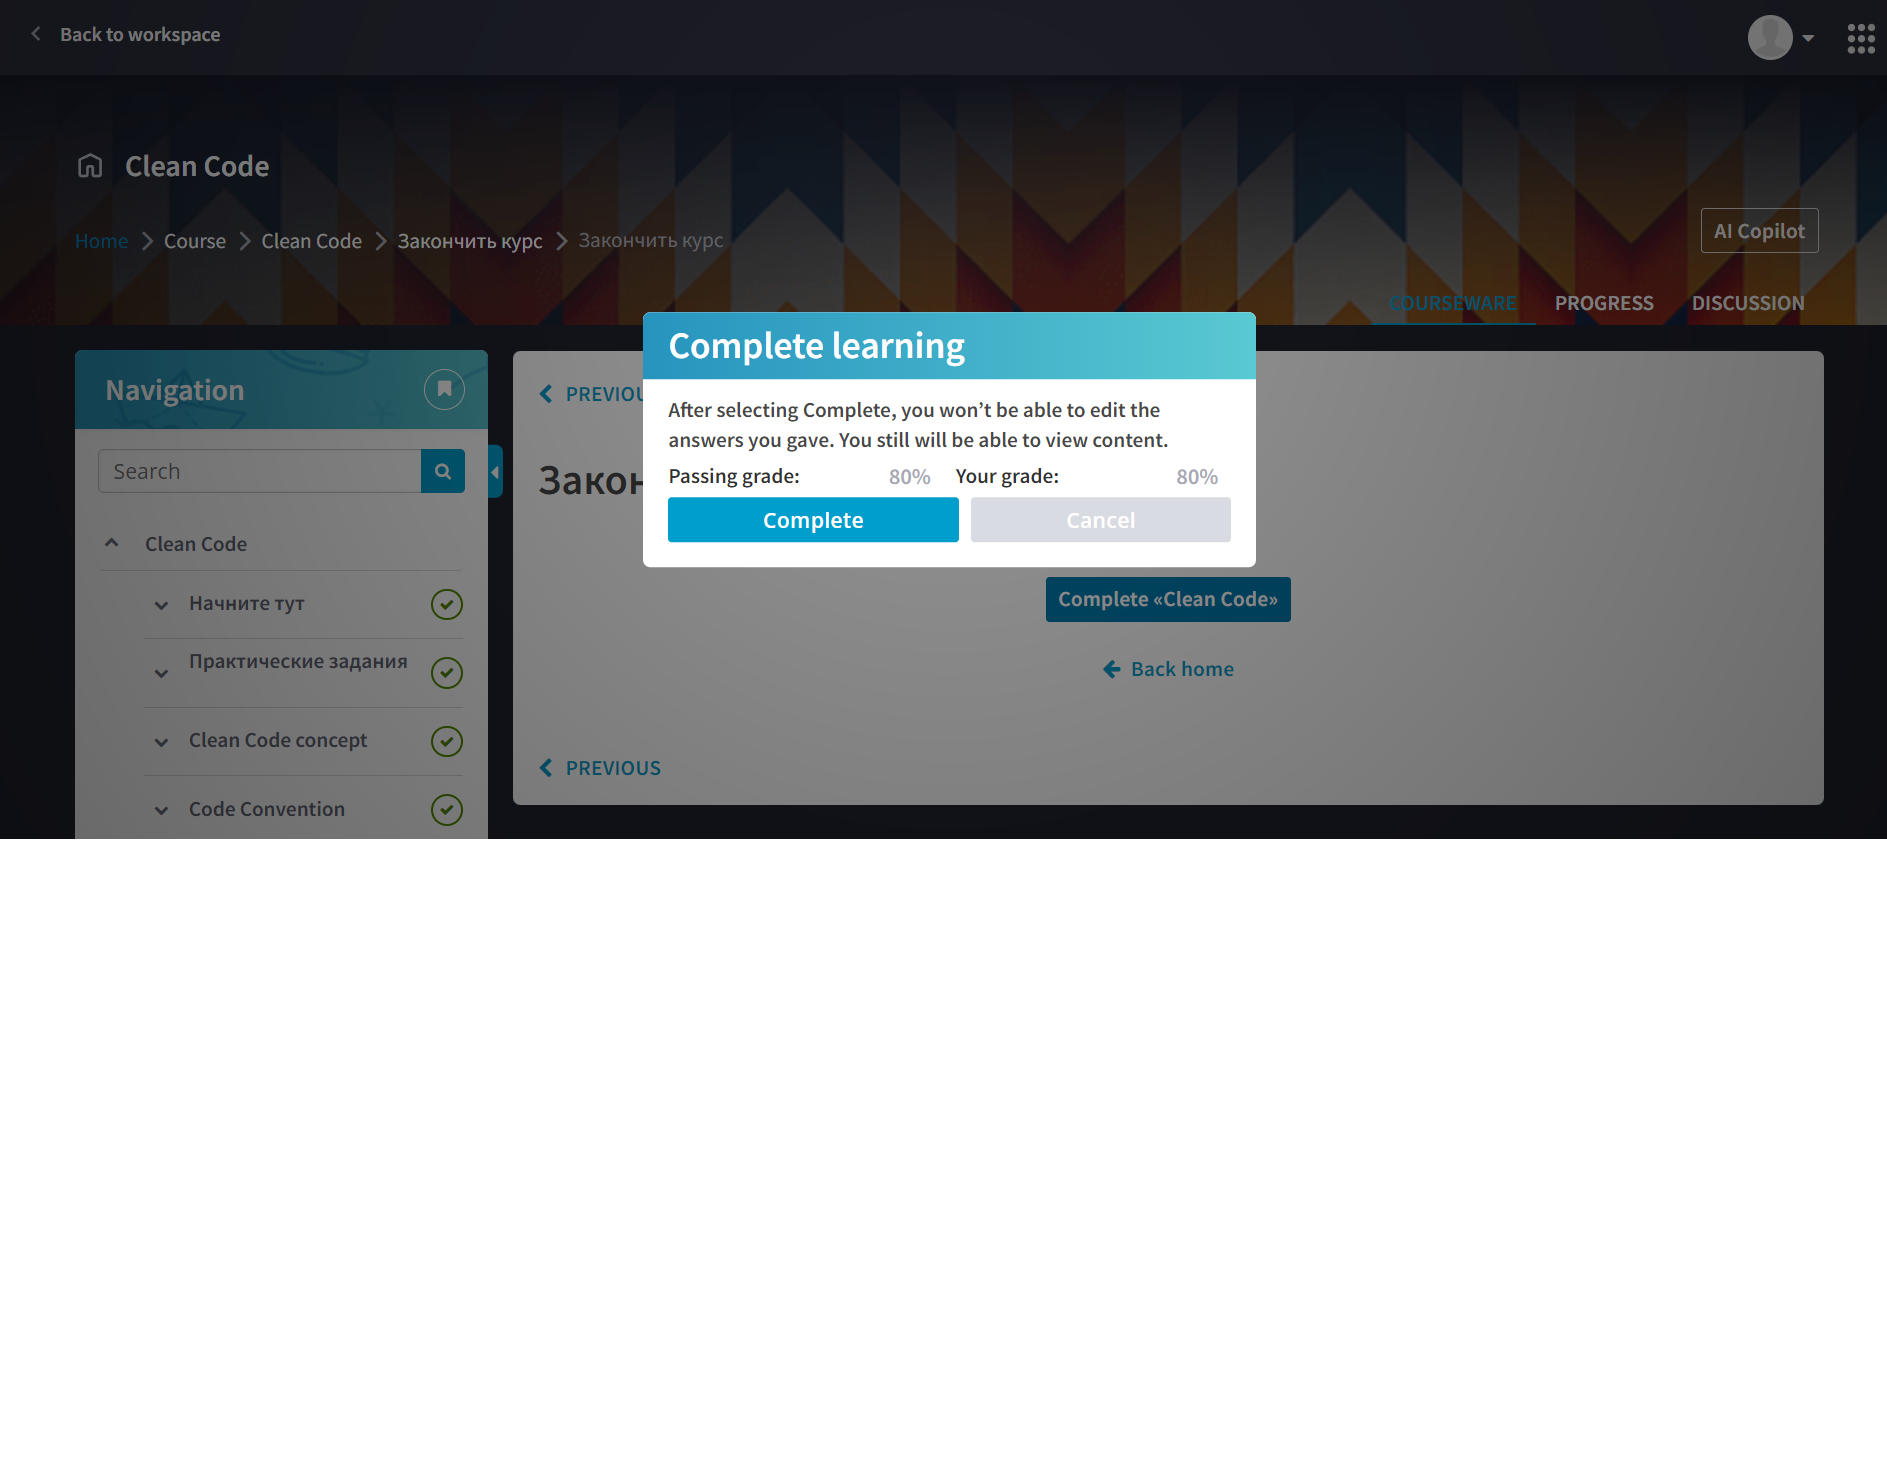 Back to workspace
Clean Code
Home Course Clean Code Закончить курс Закончить курс
AI Copilot
COURSEWARE PROGRESS DISCUSSION
Navigation
Search
Clean Code
Начните тут
Практические задания
Clean Code concept
Code Convention
Complete learning
After selecting Complete, you won’t be able to edit the
answers you gave. You still will be able to view content.
Passing grade: 80% Your grade: 80%
Complete Cancel
Complete «Clean Code»
Back home
PREVIOUS